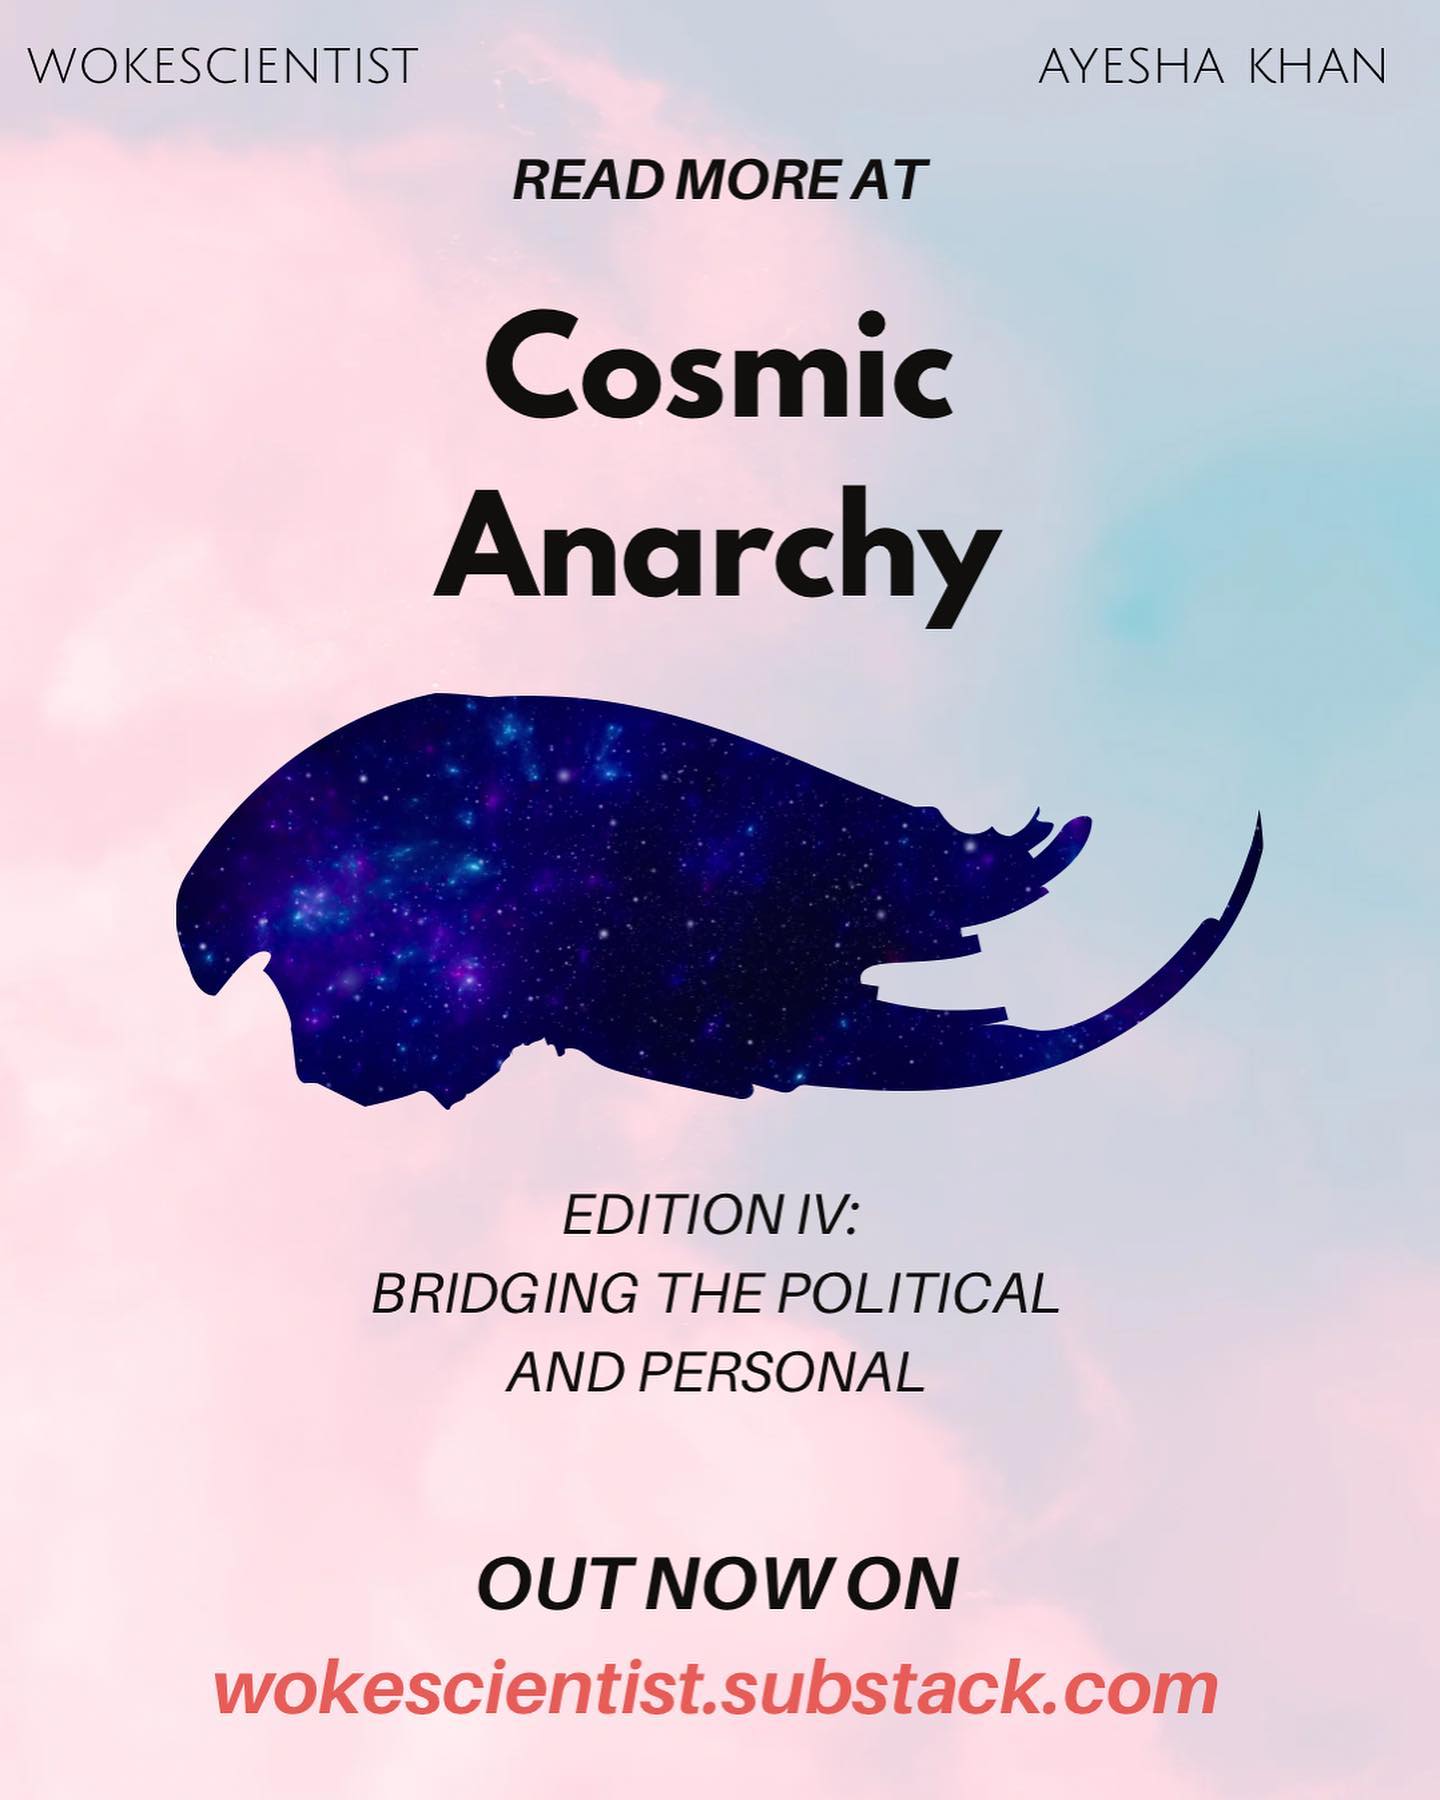 WOKESCIENTIST
AYESHA KHAN
READ MORE AT
Cosmic
Anarchy
EDITION IV:
BRIDGING THE POLITICAL
AND PERSONAL
OUT NOW ON
wokescientist.substack.com